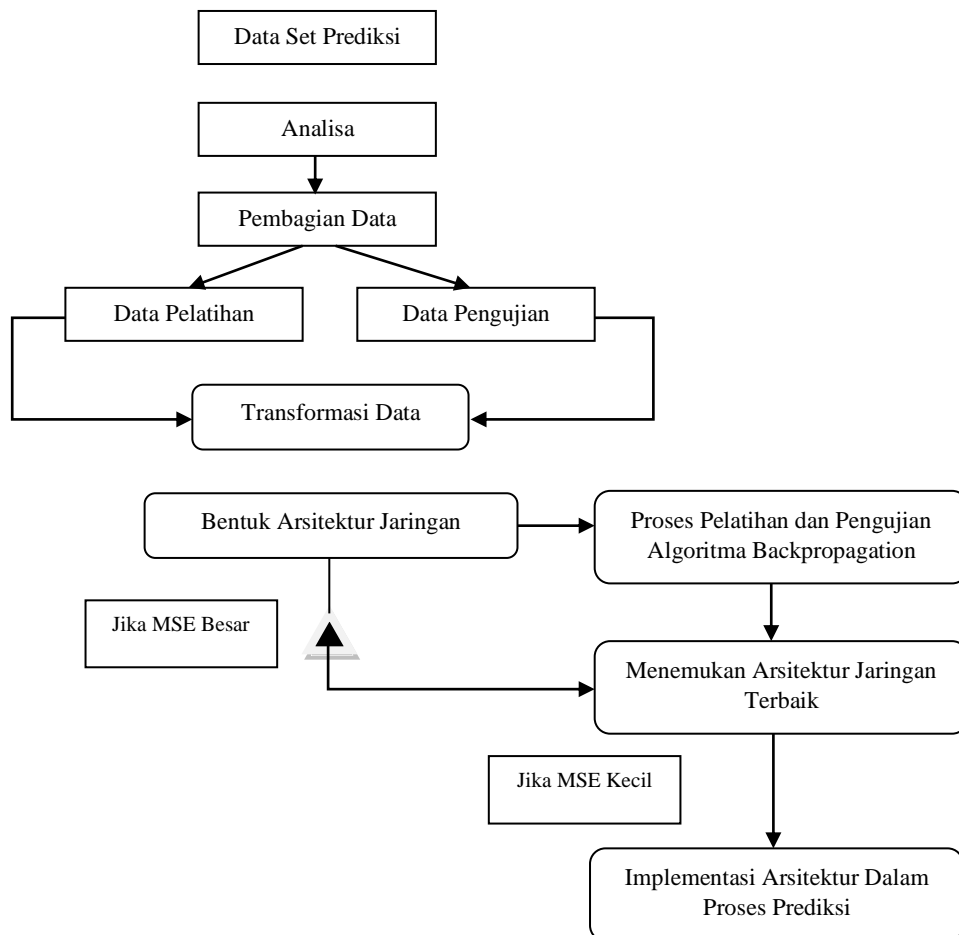 Data Set Prediksi
Analisa
Pembagian Data
Data Pelatihan
Data Pengujian
Transformasi Data
Bentuk Arsitektur Jaringan
Proses Pelatihan dan Pengujian
Algoritma Backpropagation
Jika MSE Besar
Menemukan Arsitektur Jaringan
Terbaik
Jika MSE Kecil
Implementasi Arsitektur Dalam
Proses Prediksi